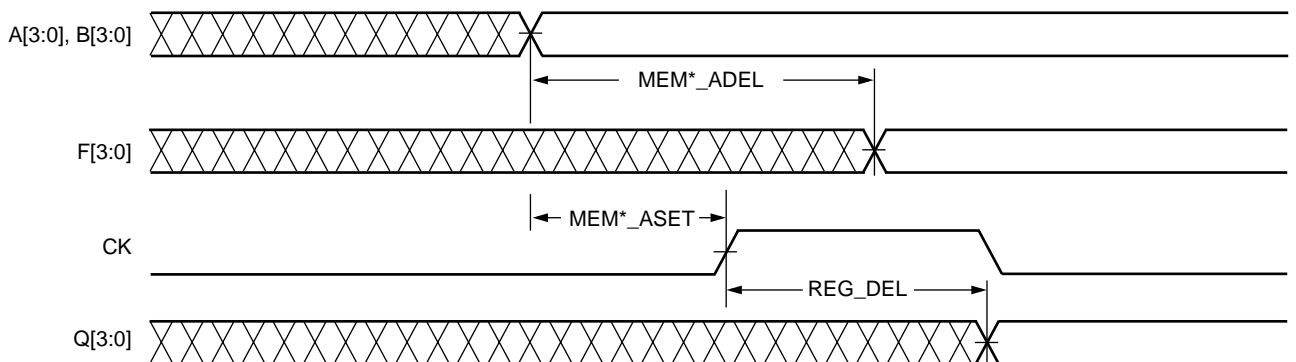 A[3:0], B[3:0]
MEM*_ADEL
F[3:0]
MEM*_ASET
CK
REG_DEL
Q[3:0]